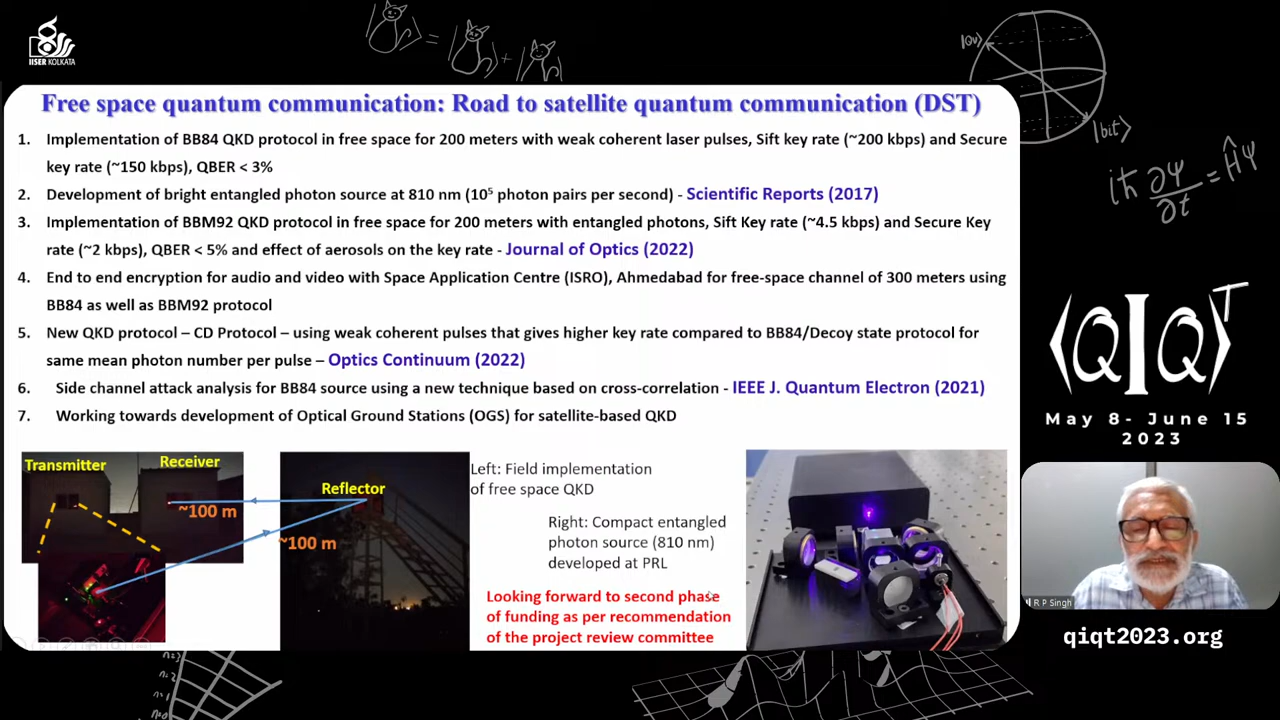 IISER KOLKATA
Free space quantum communication: Road to satellite quantum communication (DST)
1. Implementation of BB84 QKD protocol in free space for 200 meters with weak coherent laser pulses, Sift key rate (~200 kbps) and Secure
key rate (~150 kbps), QBER < 3%
2. Development of bright entangled photon source at 810 nm (10⁵ photon pairs per second) - Scientific Reports (2017)
3. Implementation of BBM92 QKD protocol in free space for 200 meters with entangled photons, Sift Key rate (~4.5 kbps) and Secure Key
rate (~2 kbps), QBER < 5% and effect of aerosols on the key rate - Journal of Optics (2022)
4. End to end encryption for audio and video with Space Application Centre (ISRO), Ahmedabad for free-space channel of 300 meters using
BB84 as well as BBM92 protocol
5. New QKD protocol – CD Protocol – using weak coherent pulses that gives higher key rate compared to BB84/Decoy state protocol for
same mean photon number per pulse – Optics Continuum (2022)
6. Side channel attack analysis for BB84 source using a new technique based on cross-correlation - IEEE J. Quantum Electron (2021)
7. Working towards development of Optical Ground Stations (OGS) for satellite-based QKD
Transmitter
Receiver
~100 m
Reflector
~100 m
Left: Field implementation
of free space QKD
Right: Compact entangled
photon source (810 nm)
developed at PRL
Looking forward to second phase
of funding as per recommendation
of the project review committee
|Qu⟩
|bit⟩
iħ ∂ψ/∂t = Ĥψ
⟨QIQ⟩T
May 8- June 15
2023
R P Singh
qiqt2023.org
n=3
n=2
n=1
n=0